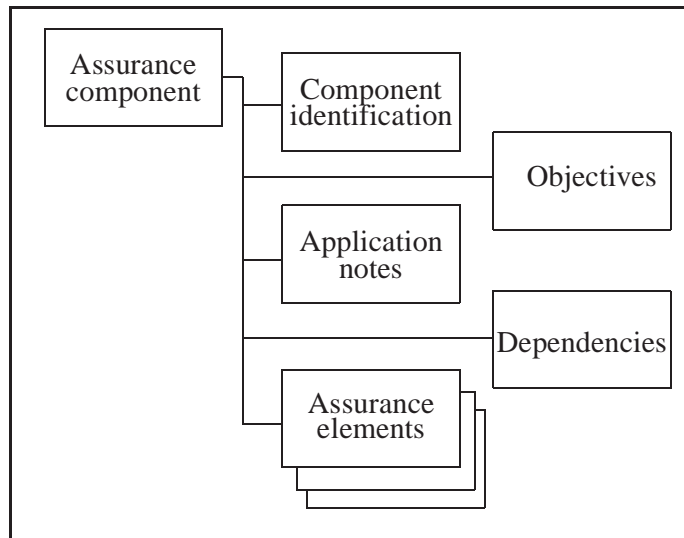 Assurance
component
Component
identification
Objectives
Application
notes
Dependencies
Assurance
elements